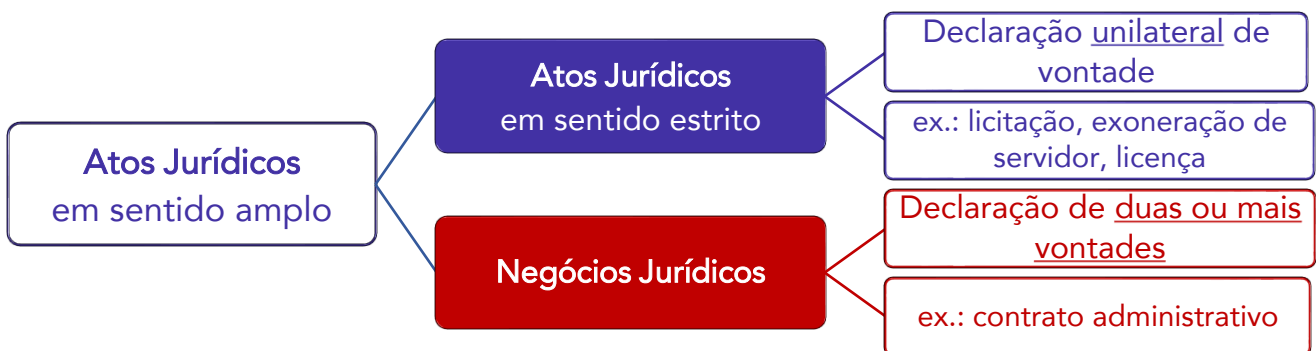 Atos Jurídicos
em sentido amplo
Atos Jurídicos
em sentido estrito
Declaração unilateral de
vontade
ex.: licitação, exoneração de
servidor, licença
Negócios Jurídicos
Declaração de duas ou mais
vontades
ex.: contrato administrativo